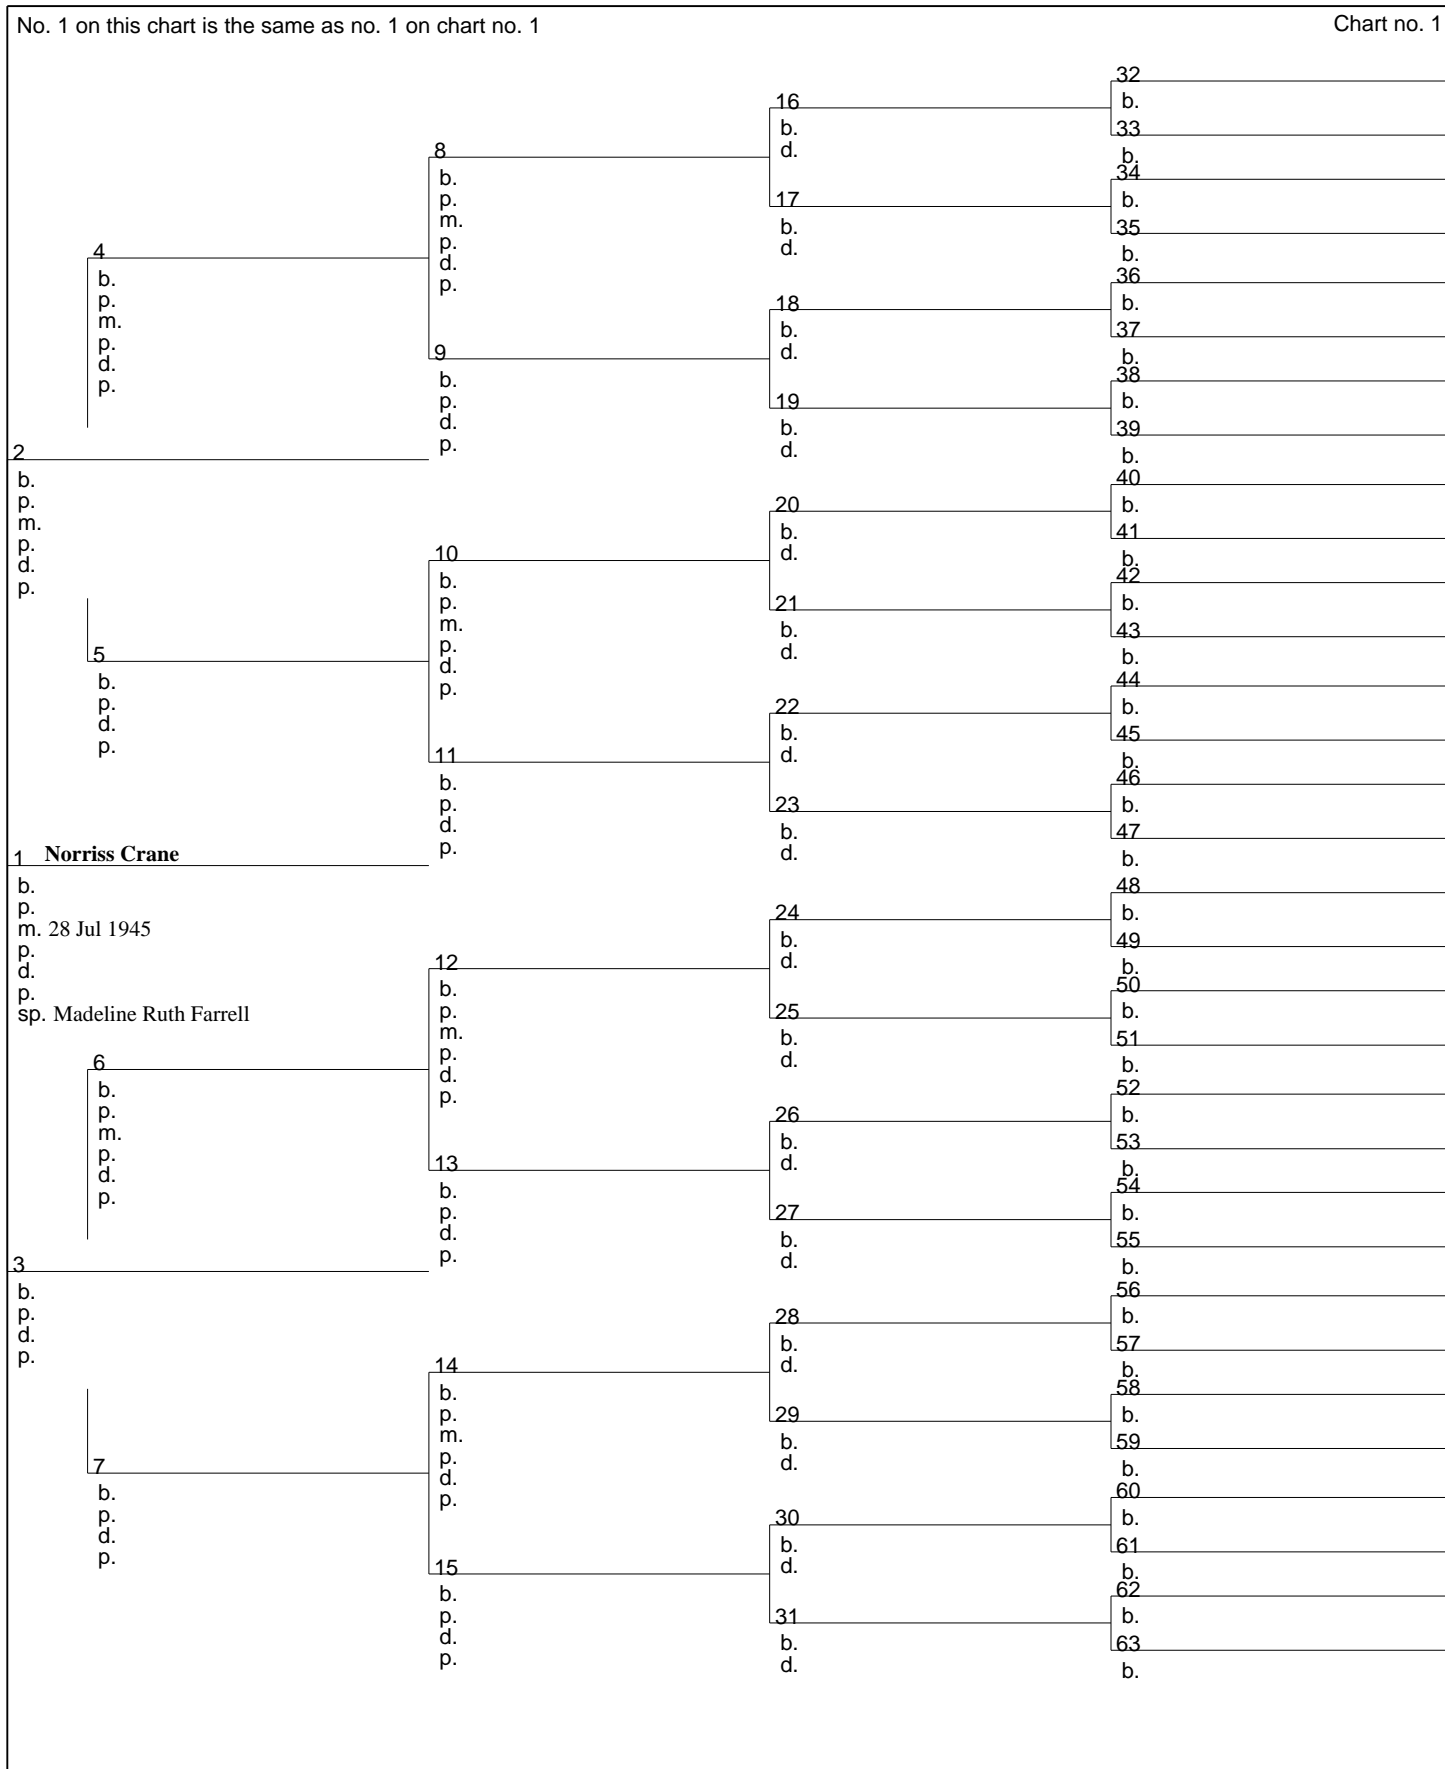 No. 1 on this chart is the same as no. 1 on chart no. 1
Chart no. 1
2
b.
p.
m.
p.
d.
p.
1 Norriss Crane
b.
p.
m. 28 Jul 1945
p.
d.
p.
sp. Madeline Ruth Farrell
3
b.
p.
d.
p.
4
b.
p.
m.
p.
d.
p.
5
b.
p.
d.
p.
6
b.
p.
m.
p.
d.
p.
7
b.
p.
d.
p.
8
b.
p.
m.
p.
d.
p.
9
b.
p.
d.
p.
10
b.
p.
m.
p.
d.
p.
11
b.
p.
d.
p.
12
b.
p.
m.
p.
d.
p.
13
b.
p.
d.
p.
14
b.
p.
m.
p.
d.
p.
15
b.
p.
d.
p.
16
b.
d.
17
b.
d.
18
b.
d.
19
b.
d.
20
b.
d.
21
b.
d.
22
b.
d.
23
b.
d.
24
b.
d.
25
b.
d.
26
b.
d.
27
b.
d.
28
b.
d.
29
b.
d.
30
b.
d.
31
b.
d.
32
b.
33
b.
34
b.
35
b.
36
b.
37
b.
38
b.
39
b.
40
b.
41
b.
42
b.
43
b.
44
b.
45
b.
46
b.
47
b.
48
b.
49
b.
50
b.
51
b.
52
b.
53
b.
54
b.
55
b.
56
b.
57
b.
58
b.
59
b.
60
b.
61
b.
62
b.
63
b.